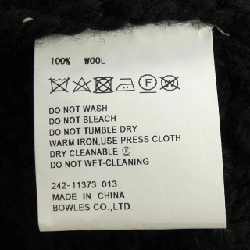 100% WOOL
DO NOT WASH
DO NOT BLEACH
DO NOT TUMBLE DRY
WARM IRON,USE PRESS CLOTH
DRY CLEANABLE Ⓕ
DO NOT WFT-CLEANING
242-11373 013
MADE IN CHINA
BOWLES CO.,LTD.